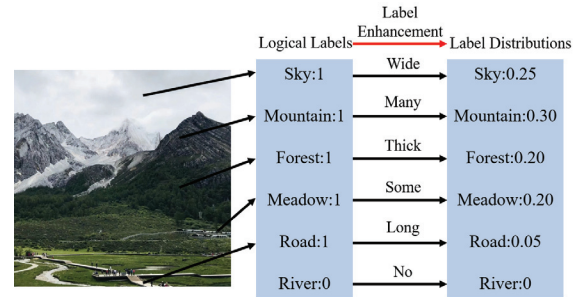 Label
Enhancement
Logical Labels
Label Distributions
Sky:1
Wide
Sky:0.25
Mountain:1
Many
Mountain:0.30
Forest:1
Thick
Forest:0.20
Meadow:1
Some
Meadow:0.20
Road:1
Long
Road:0.05
River:0
No
River:0